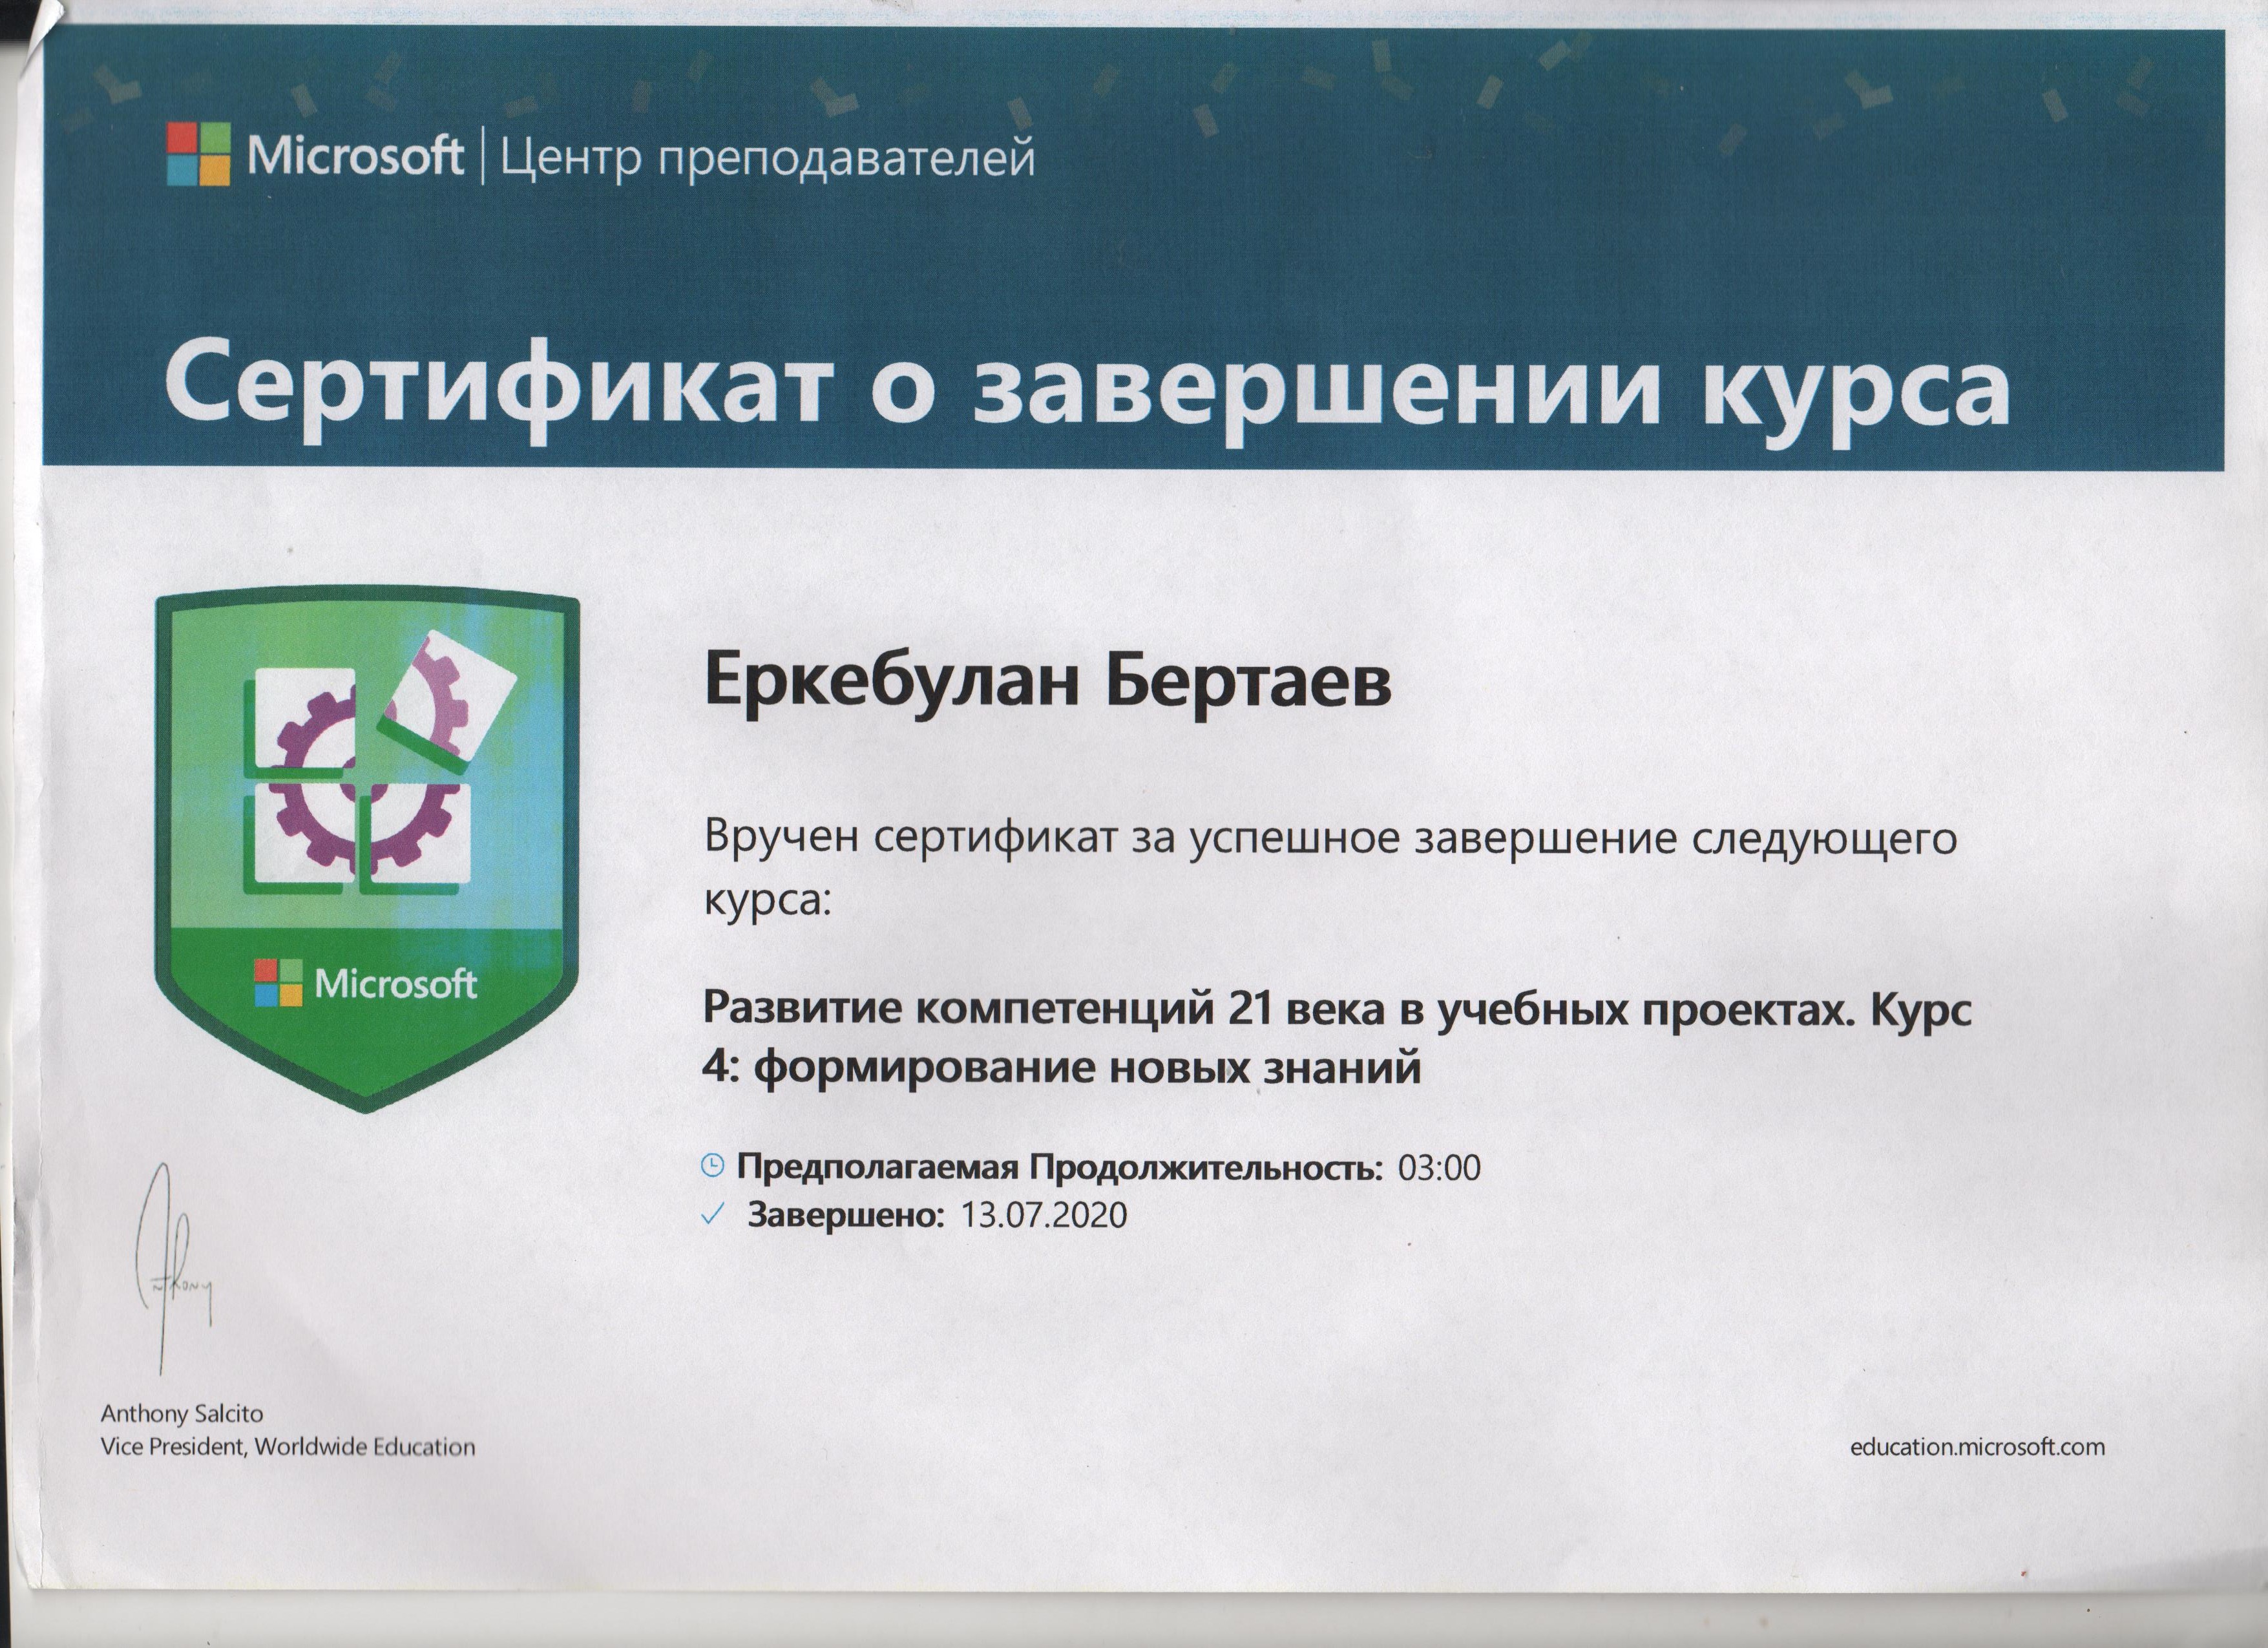 Microsoft | Центр преподавателей
Сертификат о завершении курса
Еркебулан Бертаев
Вручен сертификат за успешное завершение следующего
курса:
Microsoft
Развитие компетенций 21 века в учебных проектах. Курс
4: формирование новых знаний
Предполагаемая Продолжительность: 03:00
Завершено: 13.07.2020
Anthony
Anthony Salcito
Vice President, Worldwide Education
education.microsoft.com